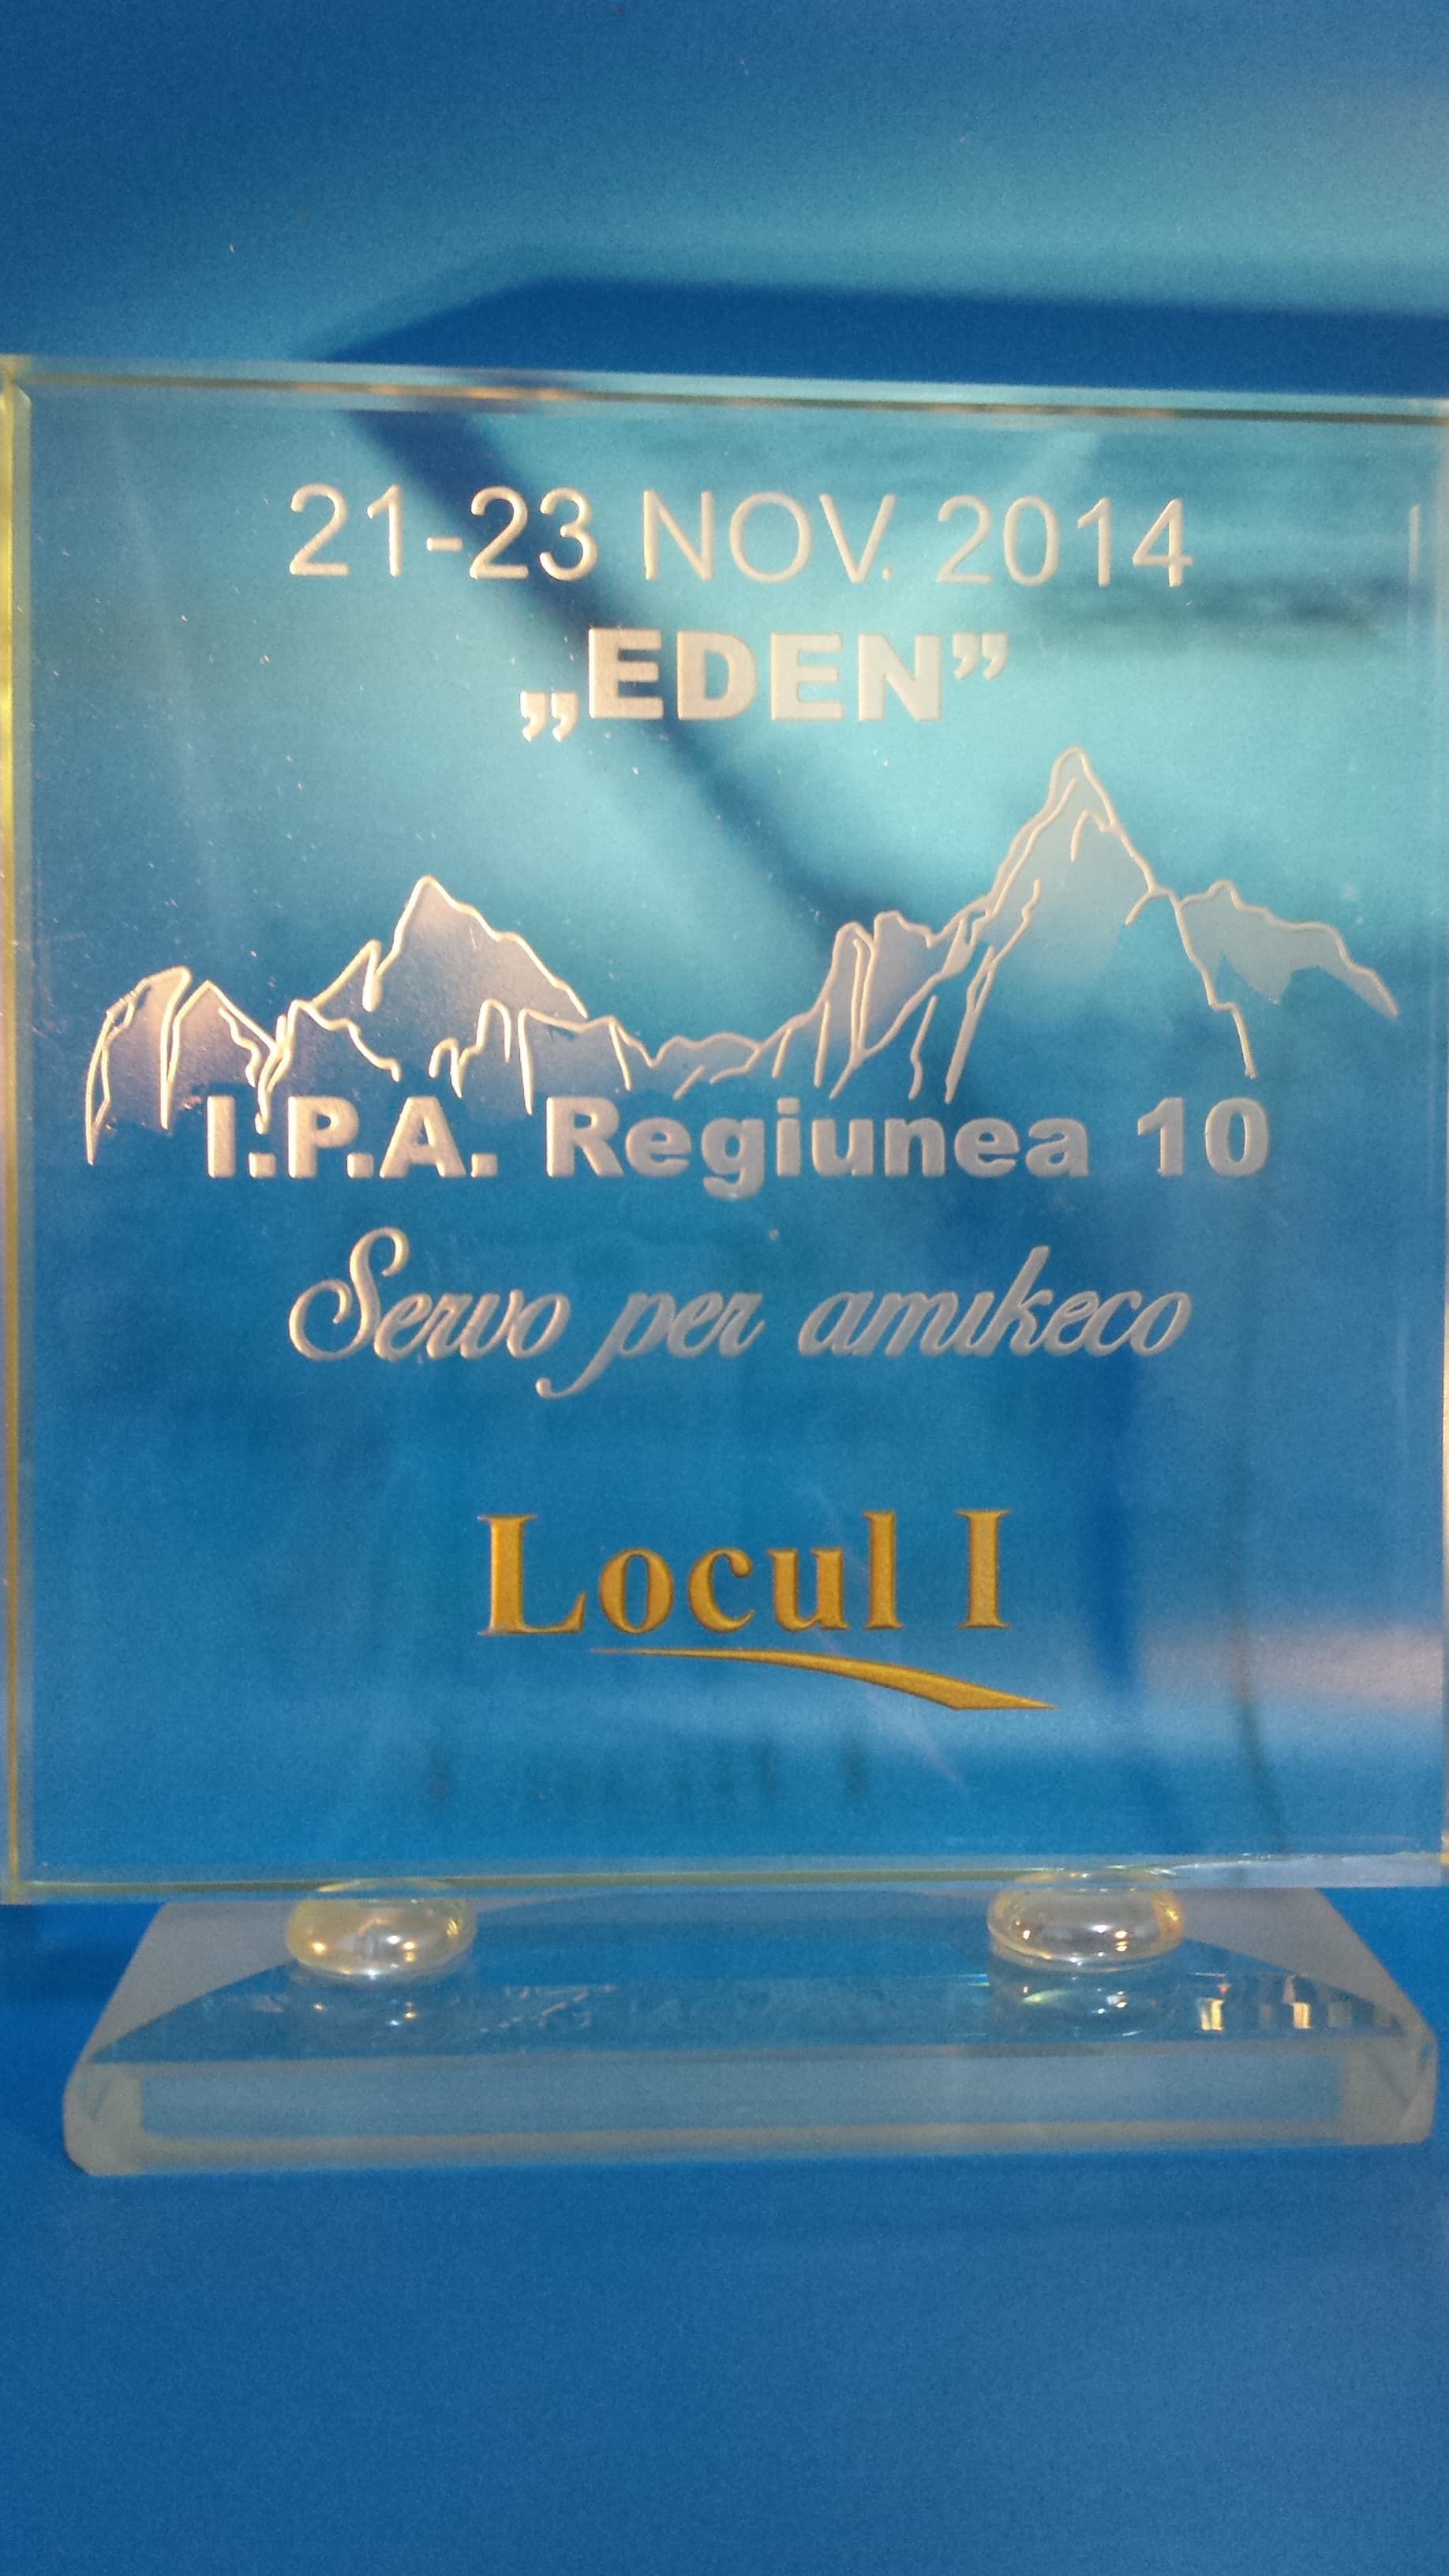 21-23 NOV. 2014
„EDEN”
I.P.A. Regiunea 10
Servo per amikeco
Locul I